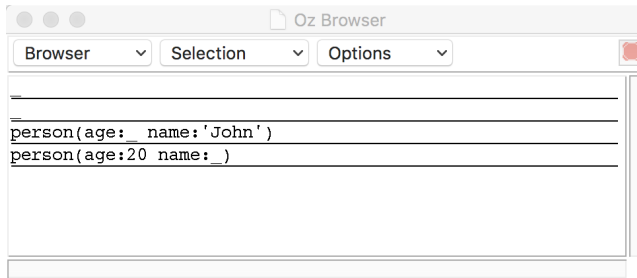 Oz Browser
Browser Selection Options
_
_
person(age:_ name:'John')
person(age:20 name:_)